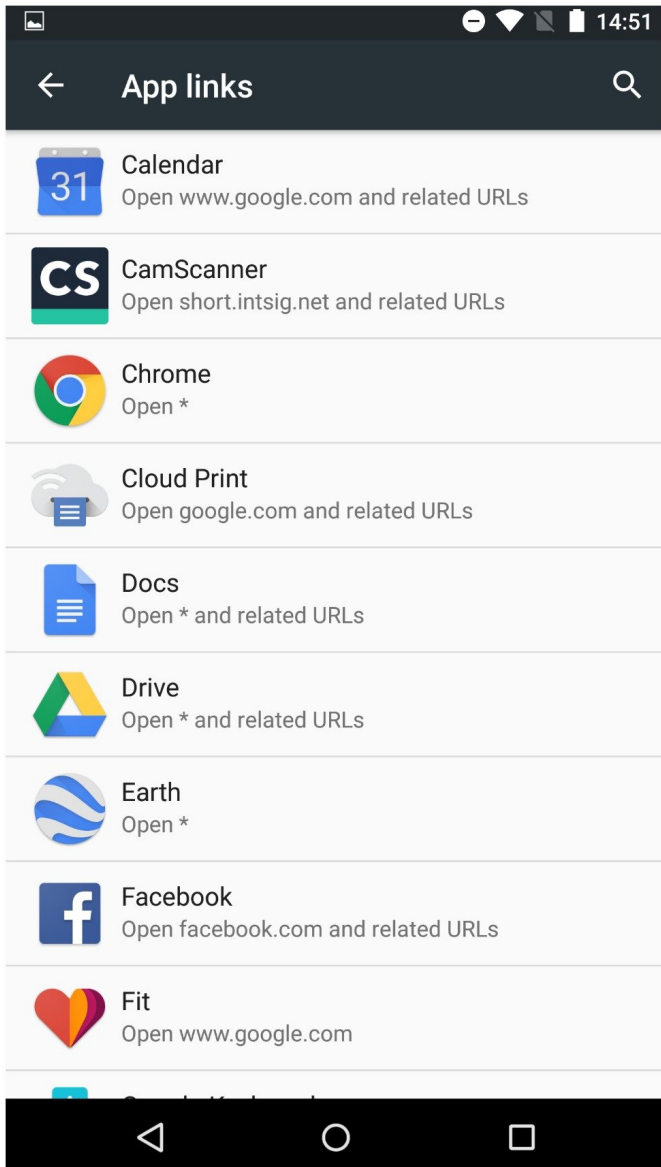 14:51
App links
31
Calendar
Open www.google.com and related URLs
CS
CamScanner
Open short.intsig.net and related URLs
Chrome
Open *
Cloud Print
Open google.com and related URLs
Docs
Open * and related URLs
Drive
Open * and related URLs
Earth
Open *
f
Facebook
Open facebook.com and related URLs
Fit
Open www.google.com